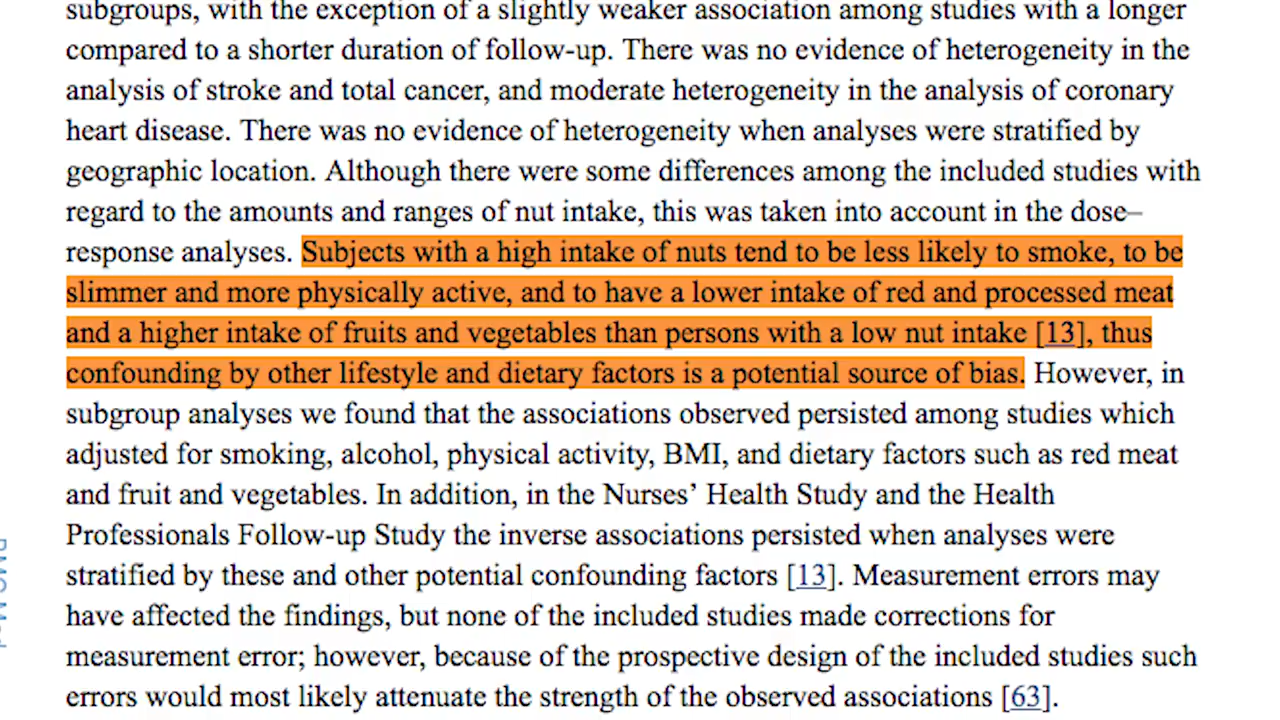 subgroups, with the exception of a slightly weaker association among studies with a longer
compared to a shorter duration of follow-up. There was no evidence of heterogeneity in the
analysis of stroke and total cancer, and moderate heterogeneity in the analysis of coronary
heart disease. There was no evidence of heterogeneity when analyses were stratified by
geographic location. Although there were some differences among the included studies with
regard to the amounts and ranges of nut intake, this was taken into account in the dose–
response analyses. Subjects with a high intake of nuts tend to be less likely to smoke, to be
slimmer and more physically active, and to have a lower intake of red and processed meat
and a higher intake of fruits and vegetables than persons with a low nut intake [13], thus
confounding by other lifestyle and dietary factors is a potential source of bias. However, in
subgroup analyses we found that the associations observed persisted among studies which
adjusted for smoking, alcohol, physical activity, BMI, and dietary factors such as red meat
and fruit and vegetables. In addition, in the Nurses’ Health Study and the Health
Professionals Follow-up Study the inverse associations persisted when analyses were
stratified by these and other potential confounding factors [13]. Measurement errors may
have affected the findings, but none of the included studies made corrections for
measurement error; however, because of the prospective design of the included studies such
errors would most likely attenuate the strength of the observed associations [63].